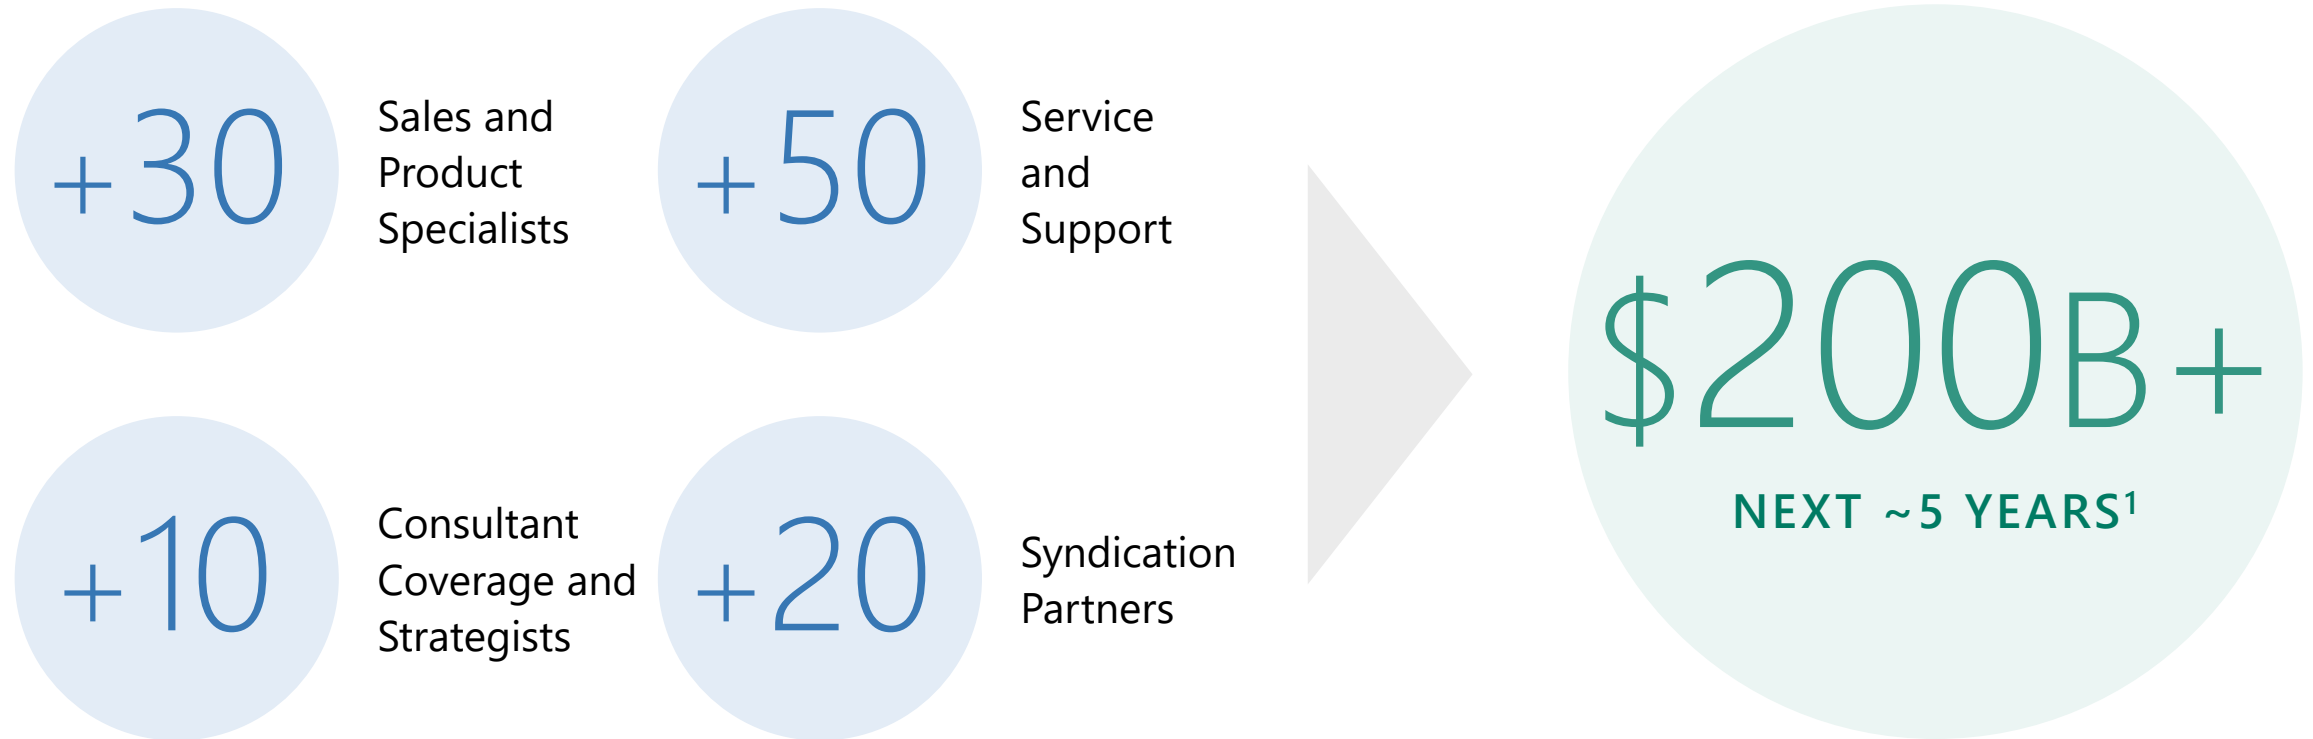 +30
Sales and
Product
Specialists
+50
Service
and
Support
+10
Consultant
Coverage and
Strategists
+20
Syndication
Partners
$200B+
NEXT ~5 YEARS¹